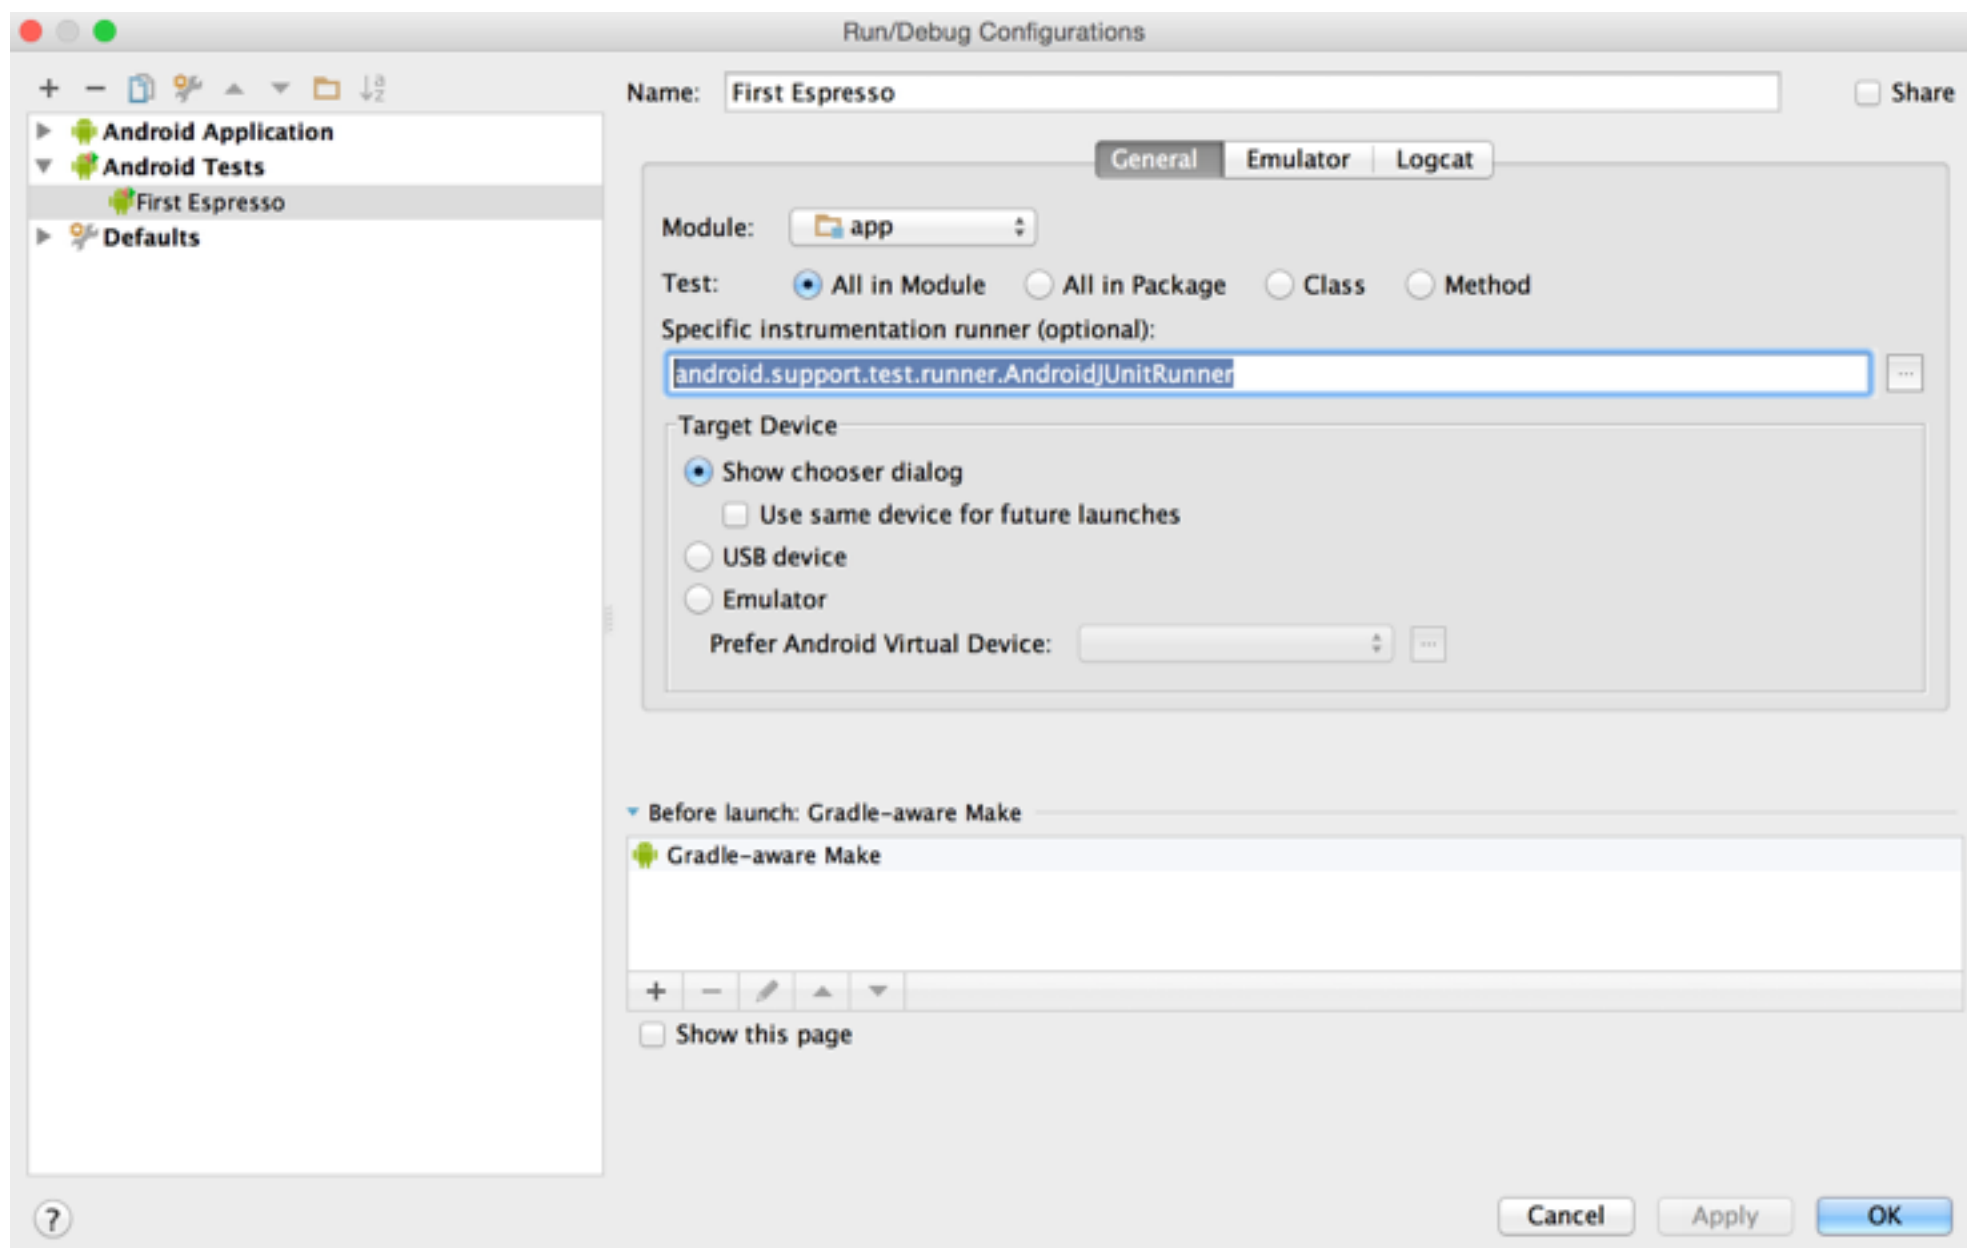 Run/Debug Configurations
Name: First Espresso Share
Android Application
Android Tests
First Espresso
Defaults
General Emulator Logcat
Module: app
Test: All in Module All in Package Class Method
Specific instrumentation runner (optional):
android.support.test.runner.AndroidJUnitRunner
Target Device
Show chooser dialog
Use same device for future launches
USB device
Emulator
Prefer Android Virtual Device:
Before launch: Gradle-aware Make
Gradle-aware Make
Show this page
? Cancel Apply OK